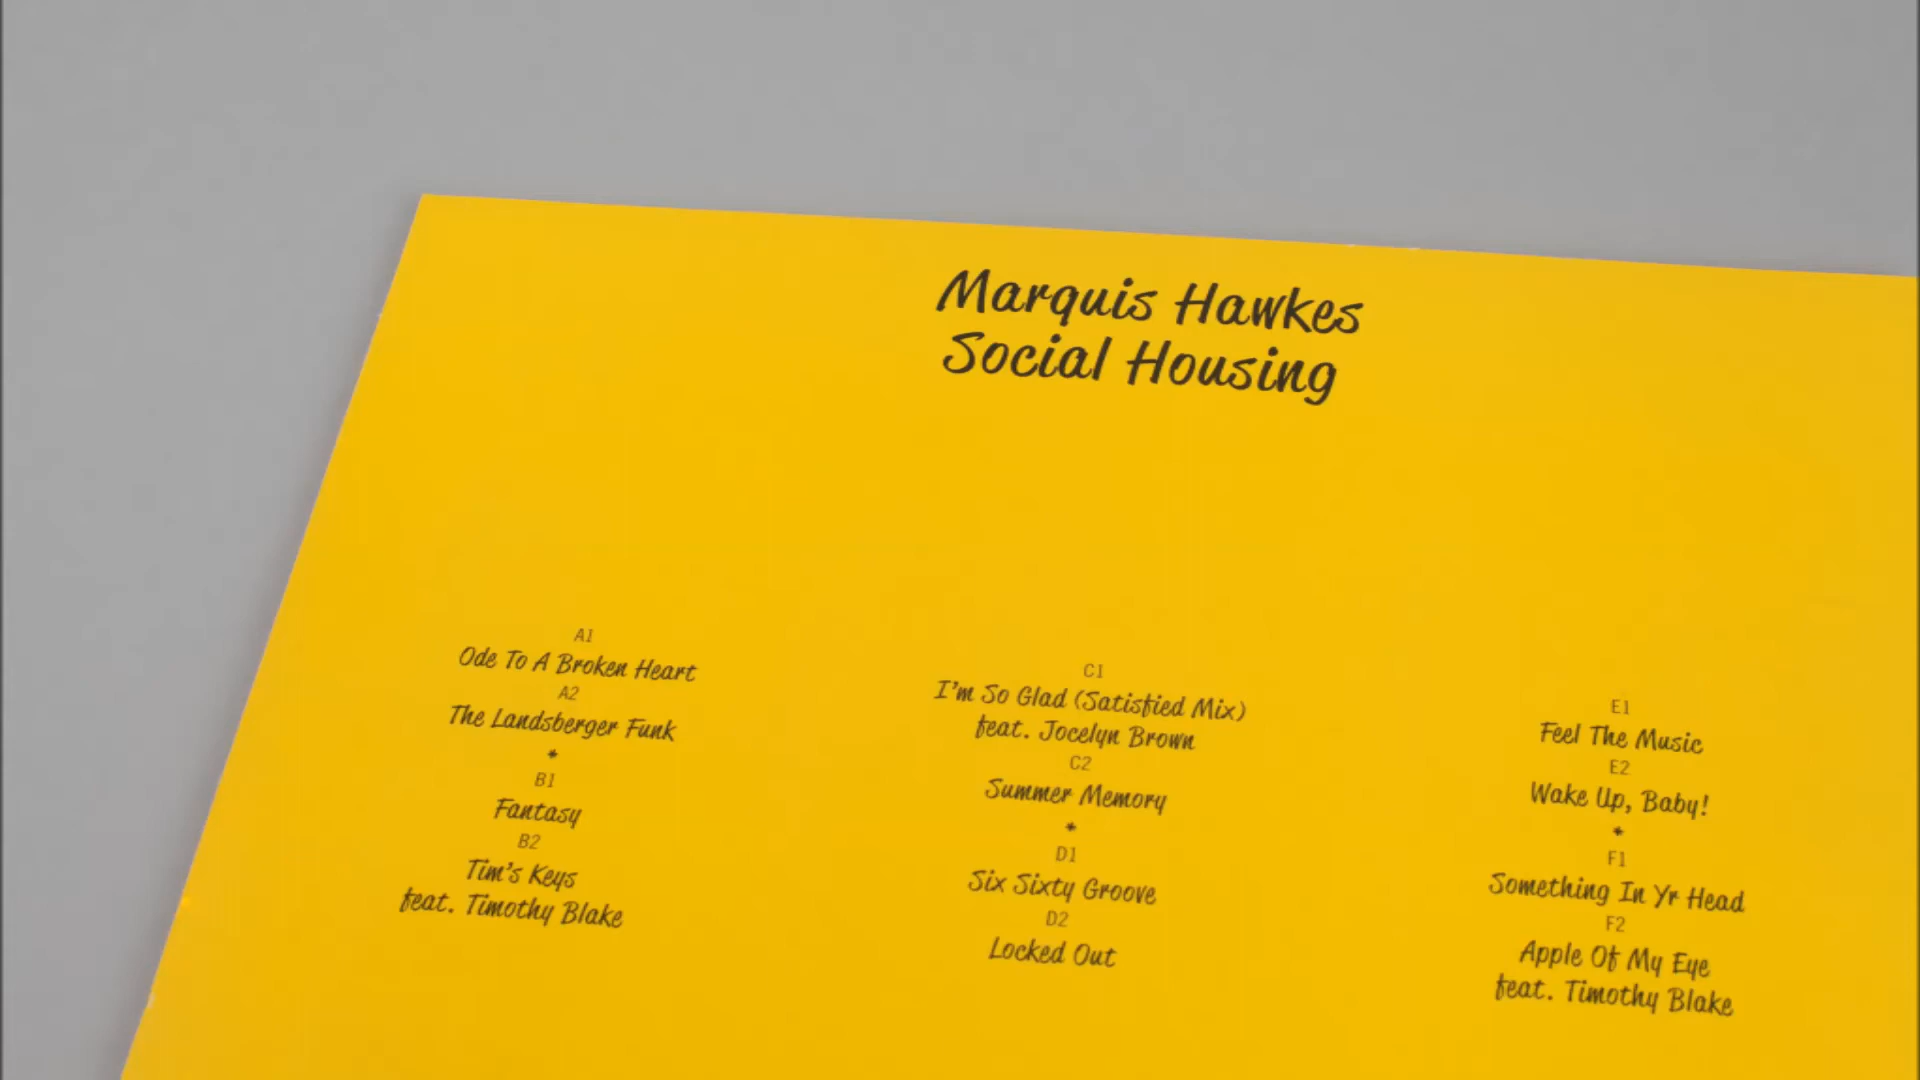 Marquis Hawkes
Social Housing
A1
Ode To A Broken Heart
A2
The Landsberger Funk
*
B1
Fantasy
B2
Tim's Keys
feat. Timothy Blake
C1
I'm So Glad (Satisfied Mix)
feat. Jocelyn Brown
C2
Summer Memory
*
D1
Six Sixty Groove
D2
Locked Out
E1
Feel The Music
E2
Wake Up, Baby!
*
F1
Something In Yr Head
F2
Apple Of My Eye
feat. Timothy Blake